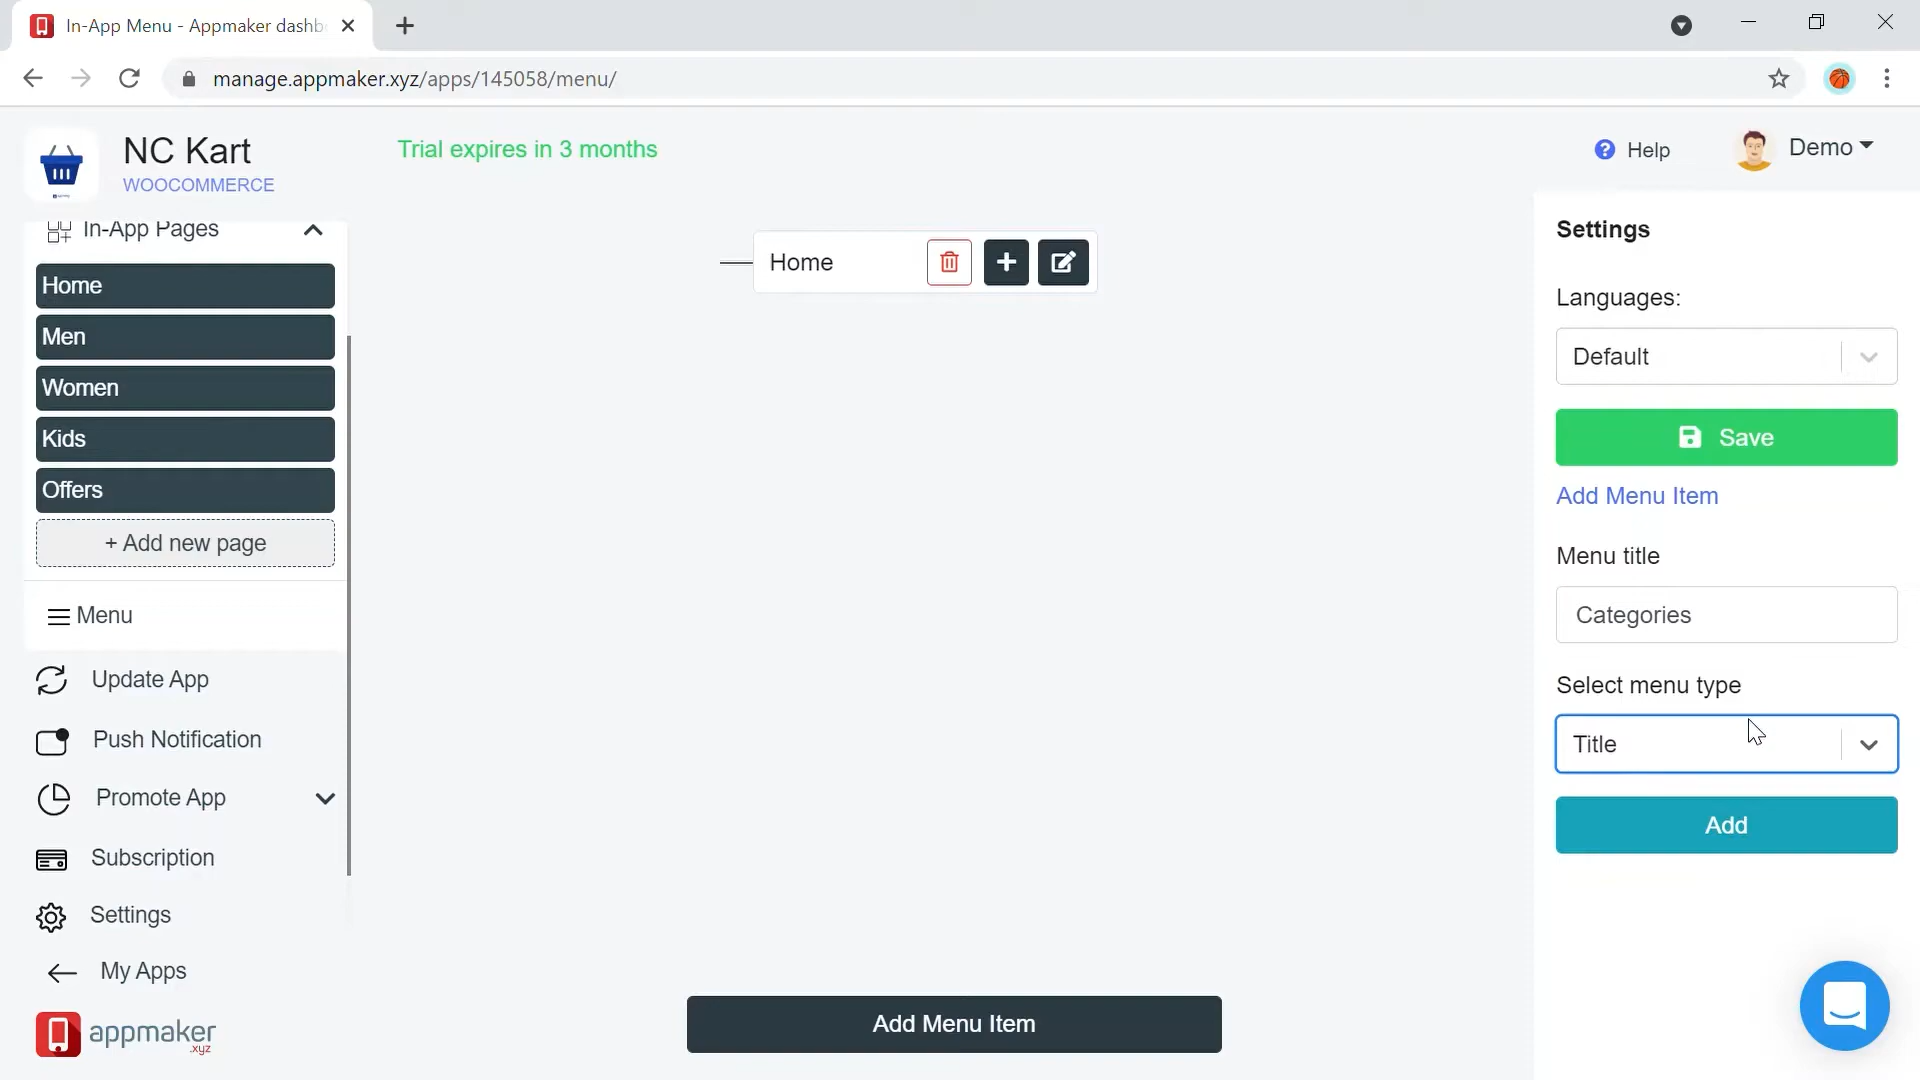 In-App Menu - Appmaker dashb
manage.appmaker.xyz/apps/145058/menu/
NC Kart
WOOCOMMERCE
Trial expires in 3 months
Help
Demo
In-App Pages
Home
Men
Women
Kids
Offers
+ Add new page
Menu
Update App
Push Notification
Promote App
Subscription
Settings
My Apps
appmaker
.xyz
Home
Add Menu Item
Settings
Languages:
Default
Save
Add Menu Item
Menu title
Categories
Select menu type
Title
Add